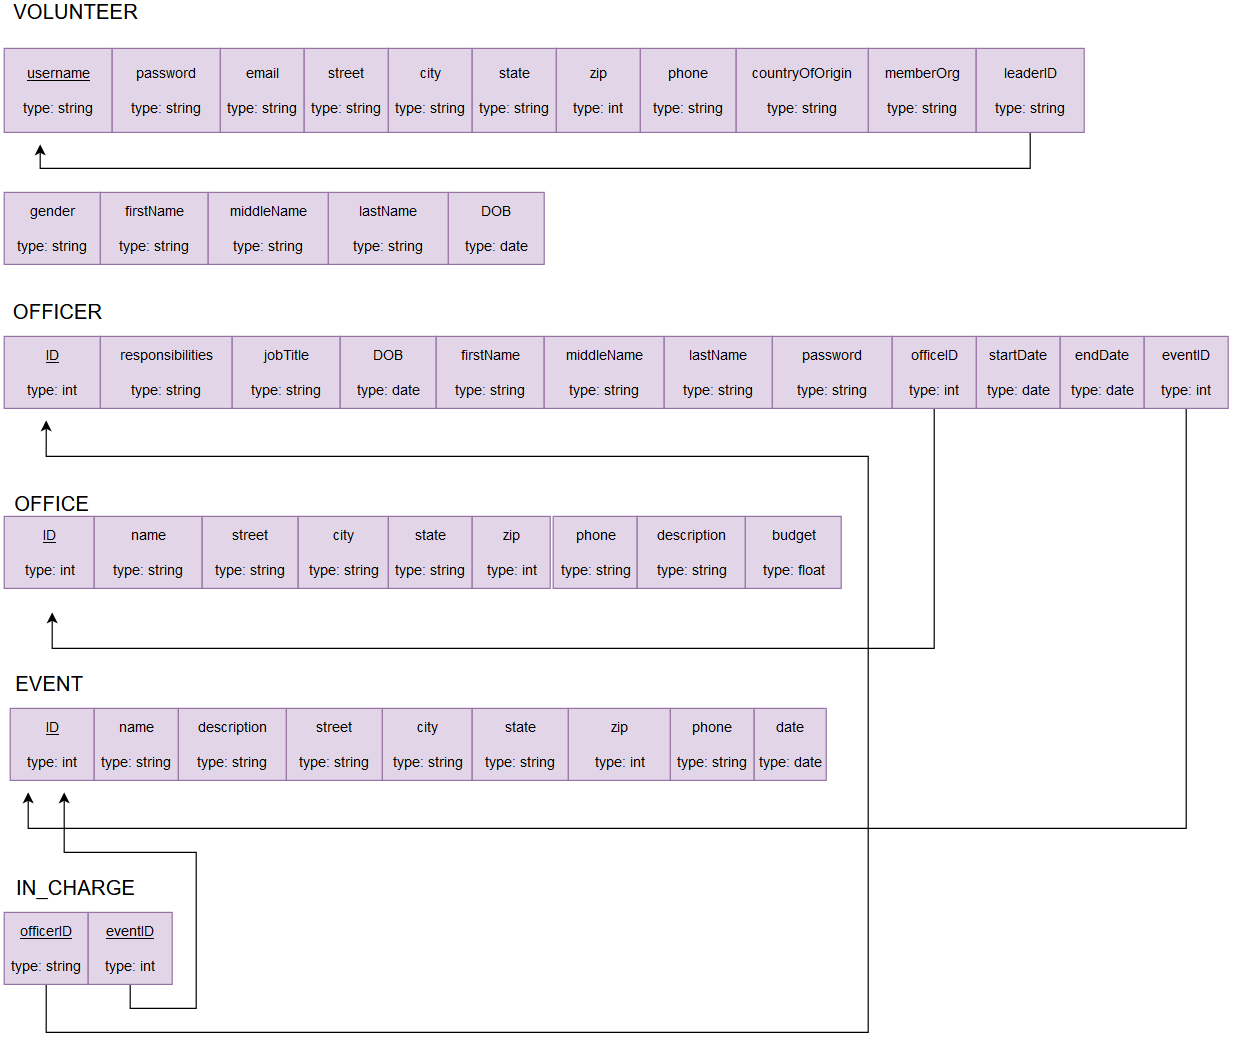 VOLUNTEER
username password email street city state zip phone countryOfOrigin memberOrg leaderID
type: string type: string type: string type: string type: string type: string type: int type: string type: string type: string type: string
gender firstName middleName lastName DOB
type: string type: string type: string type: string type: date
OFFICER
ID responsibilities jobTitle DOB firstName middleName lastName password officeID startDate endDate eventID
type: int type: string type: string type: date type: string type: string type: string type: string type: int type: date type: date type: int
OFFICE
ID name street city state zip phone description budget
type: int type: string type: string type: string type: string type: int type: string type: string type: float
EVENT
ID name description street city state zip phone date
type: int type: string type: string type: string type: string type: string type: int type: string type: date
IN_CHARGE
officerID eventID
type: string type: int